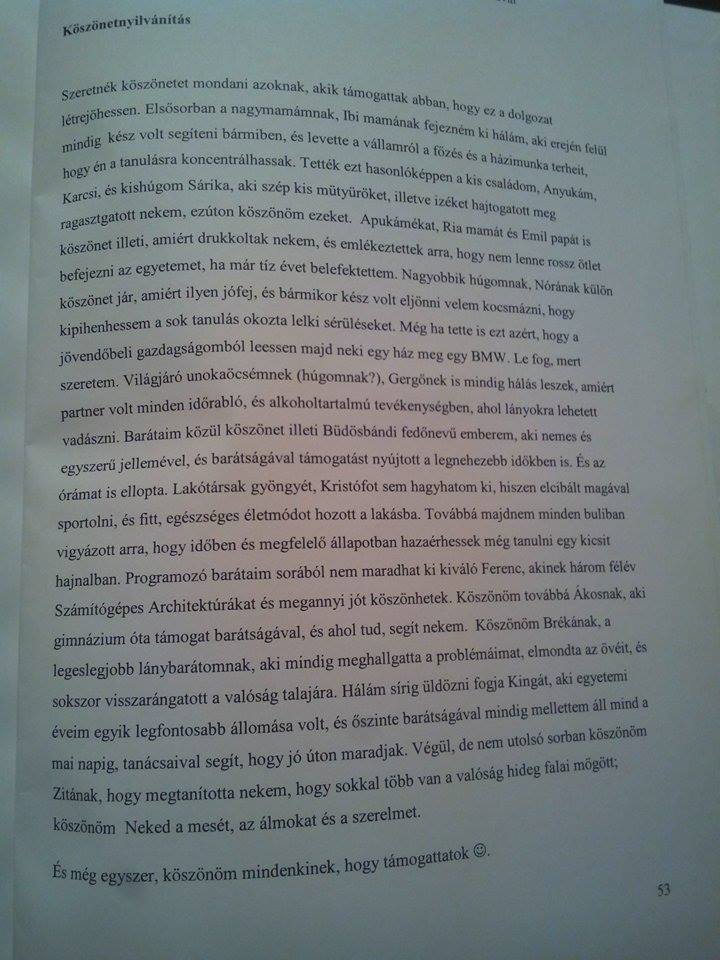 Köszönetnyilvánítás
Szeretnék köszönetet mondani azoknak, akik támogattak abban, hogy ez a dolgozat
létrejöhessen. Elsősorban a nagymamámnak, Ibi mamának fejezném ki hálám, aki erején felül
mindig kész volt segíteni bármiben, és levette a vállamról a főzés és a házimunka terheit,
hogy én a tanulásra koncentrálhassak. Tették ezt hasonlóképpen a kis családom, Anyukám,
Karcsi, és kishúgom Sárika, aki szép kis mütyüröket, illetve izéket hajtogatott meg
ragasztgatott nekem, ezúton köszönöm ezeket. Apukámékat, Ria mamát és Emil papát is
köszönet illeti, amiért drukkoltak nekem, és emlékeztettek arra, hogy nem lenne rossz ötlet
befejezni az egyetemet, ha már tíz évet belefektettem. Nagyobbik húgomnak, Nórának külön
köszönet jár, amiért ilyen jófej, és bármikor kész volt eljönni velem kocsmázni, hogy
kipihenhessem a sok tanulás okozta lelki sérüléseket. Még ha tette is ezt azért, hogy a
jövendőbeli gazdagságomból leessen majd neki egy ház meg egy BMW. Le fog, mert
szeretem. Világjáró unokaöcsémnek (húgomnak?), Gergőnek is mindig hálás leszek, amiért
partner volt minden időrabló, és alkoholtartalmú tevékenységben, ahol lányokra lehetett
vadászni. Barátaim közül köszönet illeti Büdösbándi fedőnevű emberem, aki nemes és
egyszerű jellemével, és barátságával támogatást nyújtott a legnehezebb időkben is. És az
órámat is ellopta. Lakótársak gyöngyét, Kristófot sem hagyhatom ki, hiszen elcibált magával
sportolni, és fitt, egészséges életmódot hozott a lakásba. Továbbá majdnem minden buliban
vigyázott arra, hogy időben és megfelelő állapotban hazaérhessek még tanulni egy kicsit
hajnalban. Programozó barátaim sorából nem maradhat ki kiváló Ferenc, akinek három félév
Számítógépes Architektúrákat és megannyi jót köszönhetek. Köszönöm továbbá Ákosnak, aki
gimnázium óta támogat barátságával, és ahol tud, segít nekem. Köszönöm Brékának, a
legeslegjobb lánybarátomnak, aki mindig meghallgatta a problémáimat, elmondta az övéit, és
sokszor visszarángatott a valóság talajára. Hálám sírig üldözni fogja Kingát, aki egyetemi
éveim egyik legfontosabb állomása volt, és őszinte barátságával mindig mellettem áll mind a
mai napig, tanácsaival segít, hogy jó úton maradjak. Végül, de nem utolsó sorban köszönöm
Zitának, hogy megtanította nekem, hogy sokkal több van a valóság hideg falai mögött;
köszönöm Neked a mesét, az álmokat és a szerelmet.
És még egyszer, köszönöm mindenkinek, hogy támogattatok ☺.
53